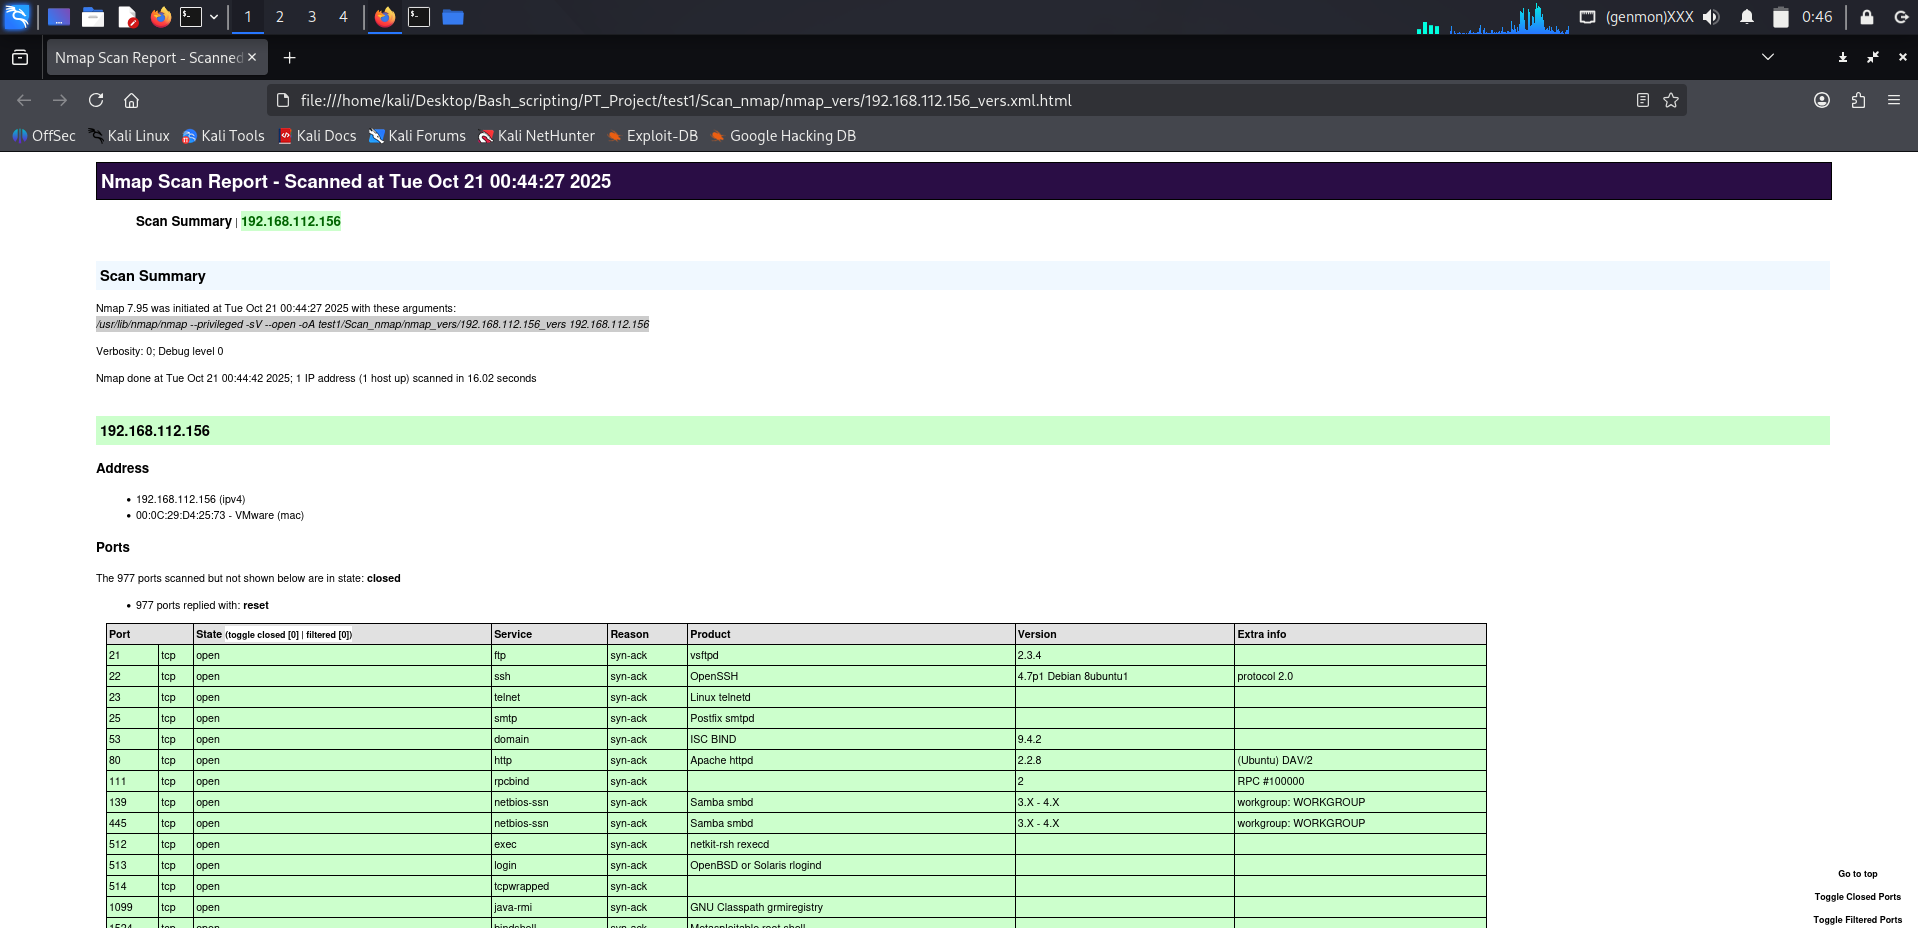 1 2 3 4 (genmon)XXX 0:46
Nmap Scan Report - Scanned
file:///home/kali/Desktop/Bash_scripting/PT_Project/test1/Scan_nmap/nmap_vers/192.168.112.156_vers.xml.html
OffSec Kali Linux Kali Tools Kali Docs Kali Forums Kali NetHunter Exploit-DB Google Hacking DB
Nmap Scan Report - Scanned at Tue Oct 21 00:44:27 2025
Scan Summary | 192.168.112.156
Scan Summary
Nmap 7.95 was initiated at Tue Oct 21 00:44:27 2025 with these arguments:
/usr/lib/nmap/nmap --privileged -sV --open -oA test1/Scan_nmap/nmap_vers/192.168.112.156_vers 192.168.112.156
Verbosity: 0; Debug level 0
Nmap done at Tue Oct 21 00:44:42 2025; 1 IP address (1 host up) scanned in 16.02 seconds
192.168.112.156
Address
• 192.168.112.156 (ipv4)
• 00:0C:29:D4:25:73 - VMware (mac)
Ports
The 977 ports scanned but not shown below are in state: closed
• 977 ports replied with: reset
Port State (toggle closed [0] | filtered [0]) Service Reason Product Version Extra info
21 tcp open ftp syn-ack vsftpd 2.3.4
22 tcp open ssh syn-ack OpenSSH 4.7p1 Debian 8ubuntu1 protocol 2.0
23 tcp open telnet syn-ack Linux telnetd
25 tcp open smtp syn-ack Postfix smtpd
53 tcp open domain syn-ack ISC BIND 9.4.2
80 tcp open http syn-ack Apache httpd 2.2.8 (Ubuntu) DAV/2
111 tcp open rpcbind syn-ack 2 RPC #100000
139 tcp open netbios-ssn syn-ack Samba smbd 3.X - 4.X workgroup: WORKGROUP
445 tcp open netbios-ssn syn-ack Samba smbd 3.X - 4.X workgroup: WORKGROUP
512 tcp open exec syn-ack netkit-rsh rexecd
513 tcp open login syn-ack OpenBSD or Solaris rlogind
514 tcp open tcpwrapped syn-ack
1099 tcp open java-rmi syn-ack GNU Classpath grmiregistry
1524 tcp open bindshell syn-ack Metasploitable root shell
Go to top
Toggle Closed Ports
Toggle Filtered Ports